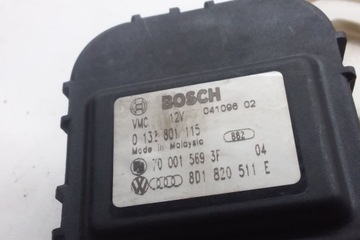 BOSCH
VMC 12V 041096 02
0 132 801 115
Made in Malaysia 882
70 001 569 3F 04
8D1 820 511 E